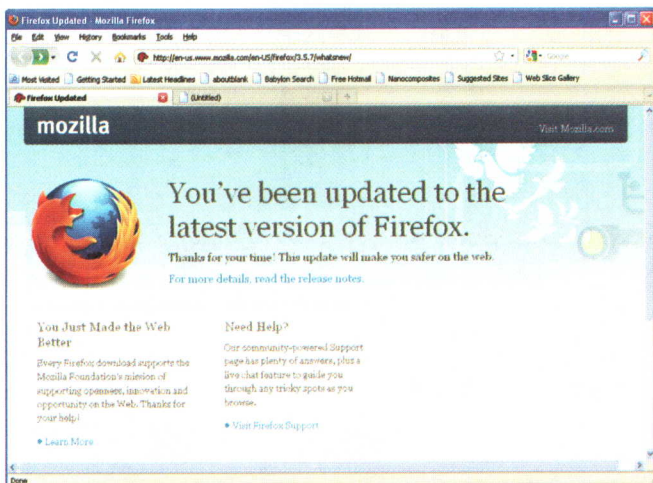 Firefox Updated - Mozilla Firefox
File Edit View History Bookmarks Tools Help
http://en-us.www.mozilla.com/en-US/firefox/3.5.7/whatsnew/
Google
Most Visited Getting Started Latest Headlines about:blank Babylon Search Free Hotmail Nanocomposites Suggested Sites Web Slice Gallery
Firefox Updated (Untitled)
mozilla
Visit Mozilla.com
You've been updated to the
latest version of Firefox.
Thanks for your time! This update will make you safer on the web.
For more details, read the release notes.
You Just Made the Web
Better
Every Firefox download supports the
Mozilla Foundation's mission of
supporting openness, innovation and
opportunity on the Web. Thanks for
your help!
• Learn More
Need Help?
Our community-powered Support
page has plenty of answers, plus a
live chat feature to guide you
through any tricky spots as you
browse.
• Visit Firefox Support
Done